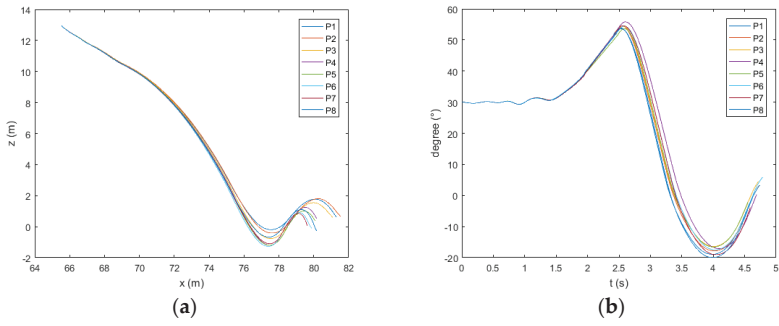 14
12
10
8
6
4
2
0
-2
z (m)
64 66 68 70 72 74 76 78 80 82
x (m)
P1
P2
P3
P4
P5
P6
P7
P8
(a)
60
50
40
30
20
10
0
-10
-20
degree (°)
0 0.5 1 1.5 2 2.5 3 3.5 4 4.5 5
t (s)
P1
P2
P3
P4
P5
P6
P7
P8
(b)